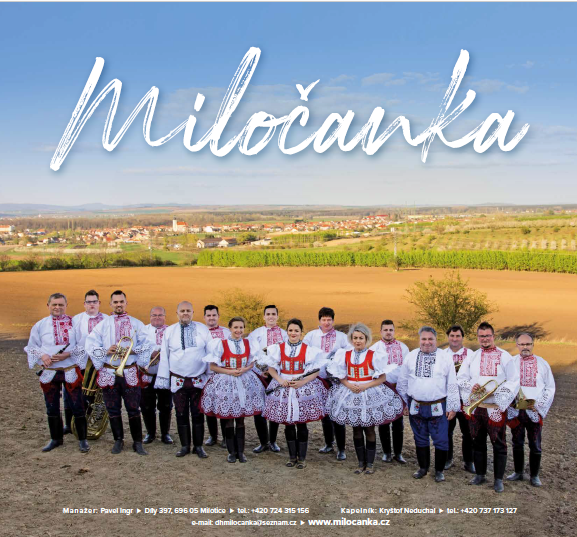 Miločanka
Manažer: Pavel Ingr ▶ Díly 397, 696 05 Milotice ▶ tel.: +420 724 315 156 Kapelník: Kryštof Neduchal ▶ tel.: +420 737 173 127
e-mail: dhmilocanka@seznam.cz ▶ www.milocanka.cz